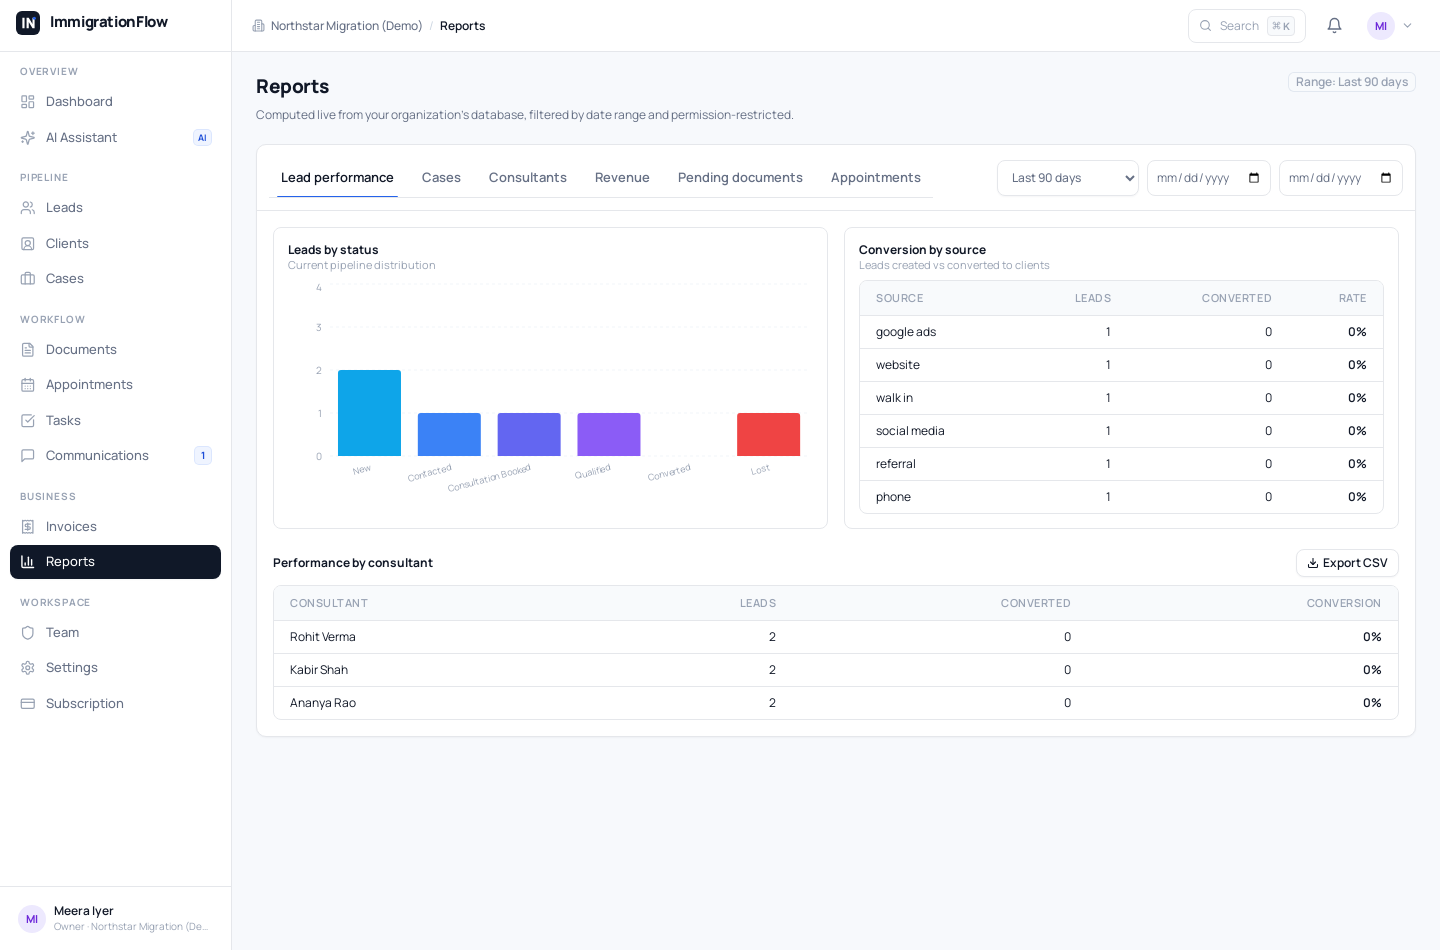 IN ImmigrationFlow
Northstar Migration (Demo) / Reports
Search ⌘ K
MI
OVERVIEW
Dashboard
AI Assistant AI
PIPELINE
Leads
Clients
Cases
WORKFLOW
Documents
Appointments
Tasks
Communications 1
BUSINESS
Invoices
Reports
WORKSPACE
Team
Settings
Subscription
MI Meera Iyer
Owner · Northstar Migration (De...
Reports
Range: Last 90 days
Computed live from your organization's database, filtered by date range and permission-restricted.
Lead performance Cases Consultants Revenue Pending documents Appointments
Last 90 days mm/dd/yyyy mm/dd/yyyy
Leads by status
Current pipeline distribution
4
3
2
1
0
New Contacted Consultation Booked Qualified Converted Lost
Conversion by source
Leads created vs converted to clients
SOURCE LEADS CONVERTED RATE
google ads 1 0 0%
website 1 0 0%
walk in 1 0 0%
social media 1 0 0%
referral 1 0 0%
phone 1 0 0%
Performance by consultant
Export CSV
CONSULTANT LEADS CONVERTED CONVERSION
Rohit Verma 2 0 0%
Kabir Shah 2 0 0%
Ananya Rao 2 0 0%